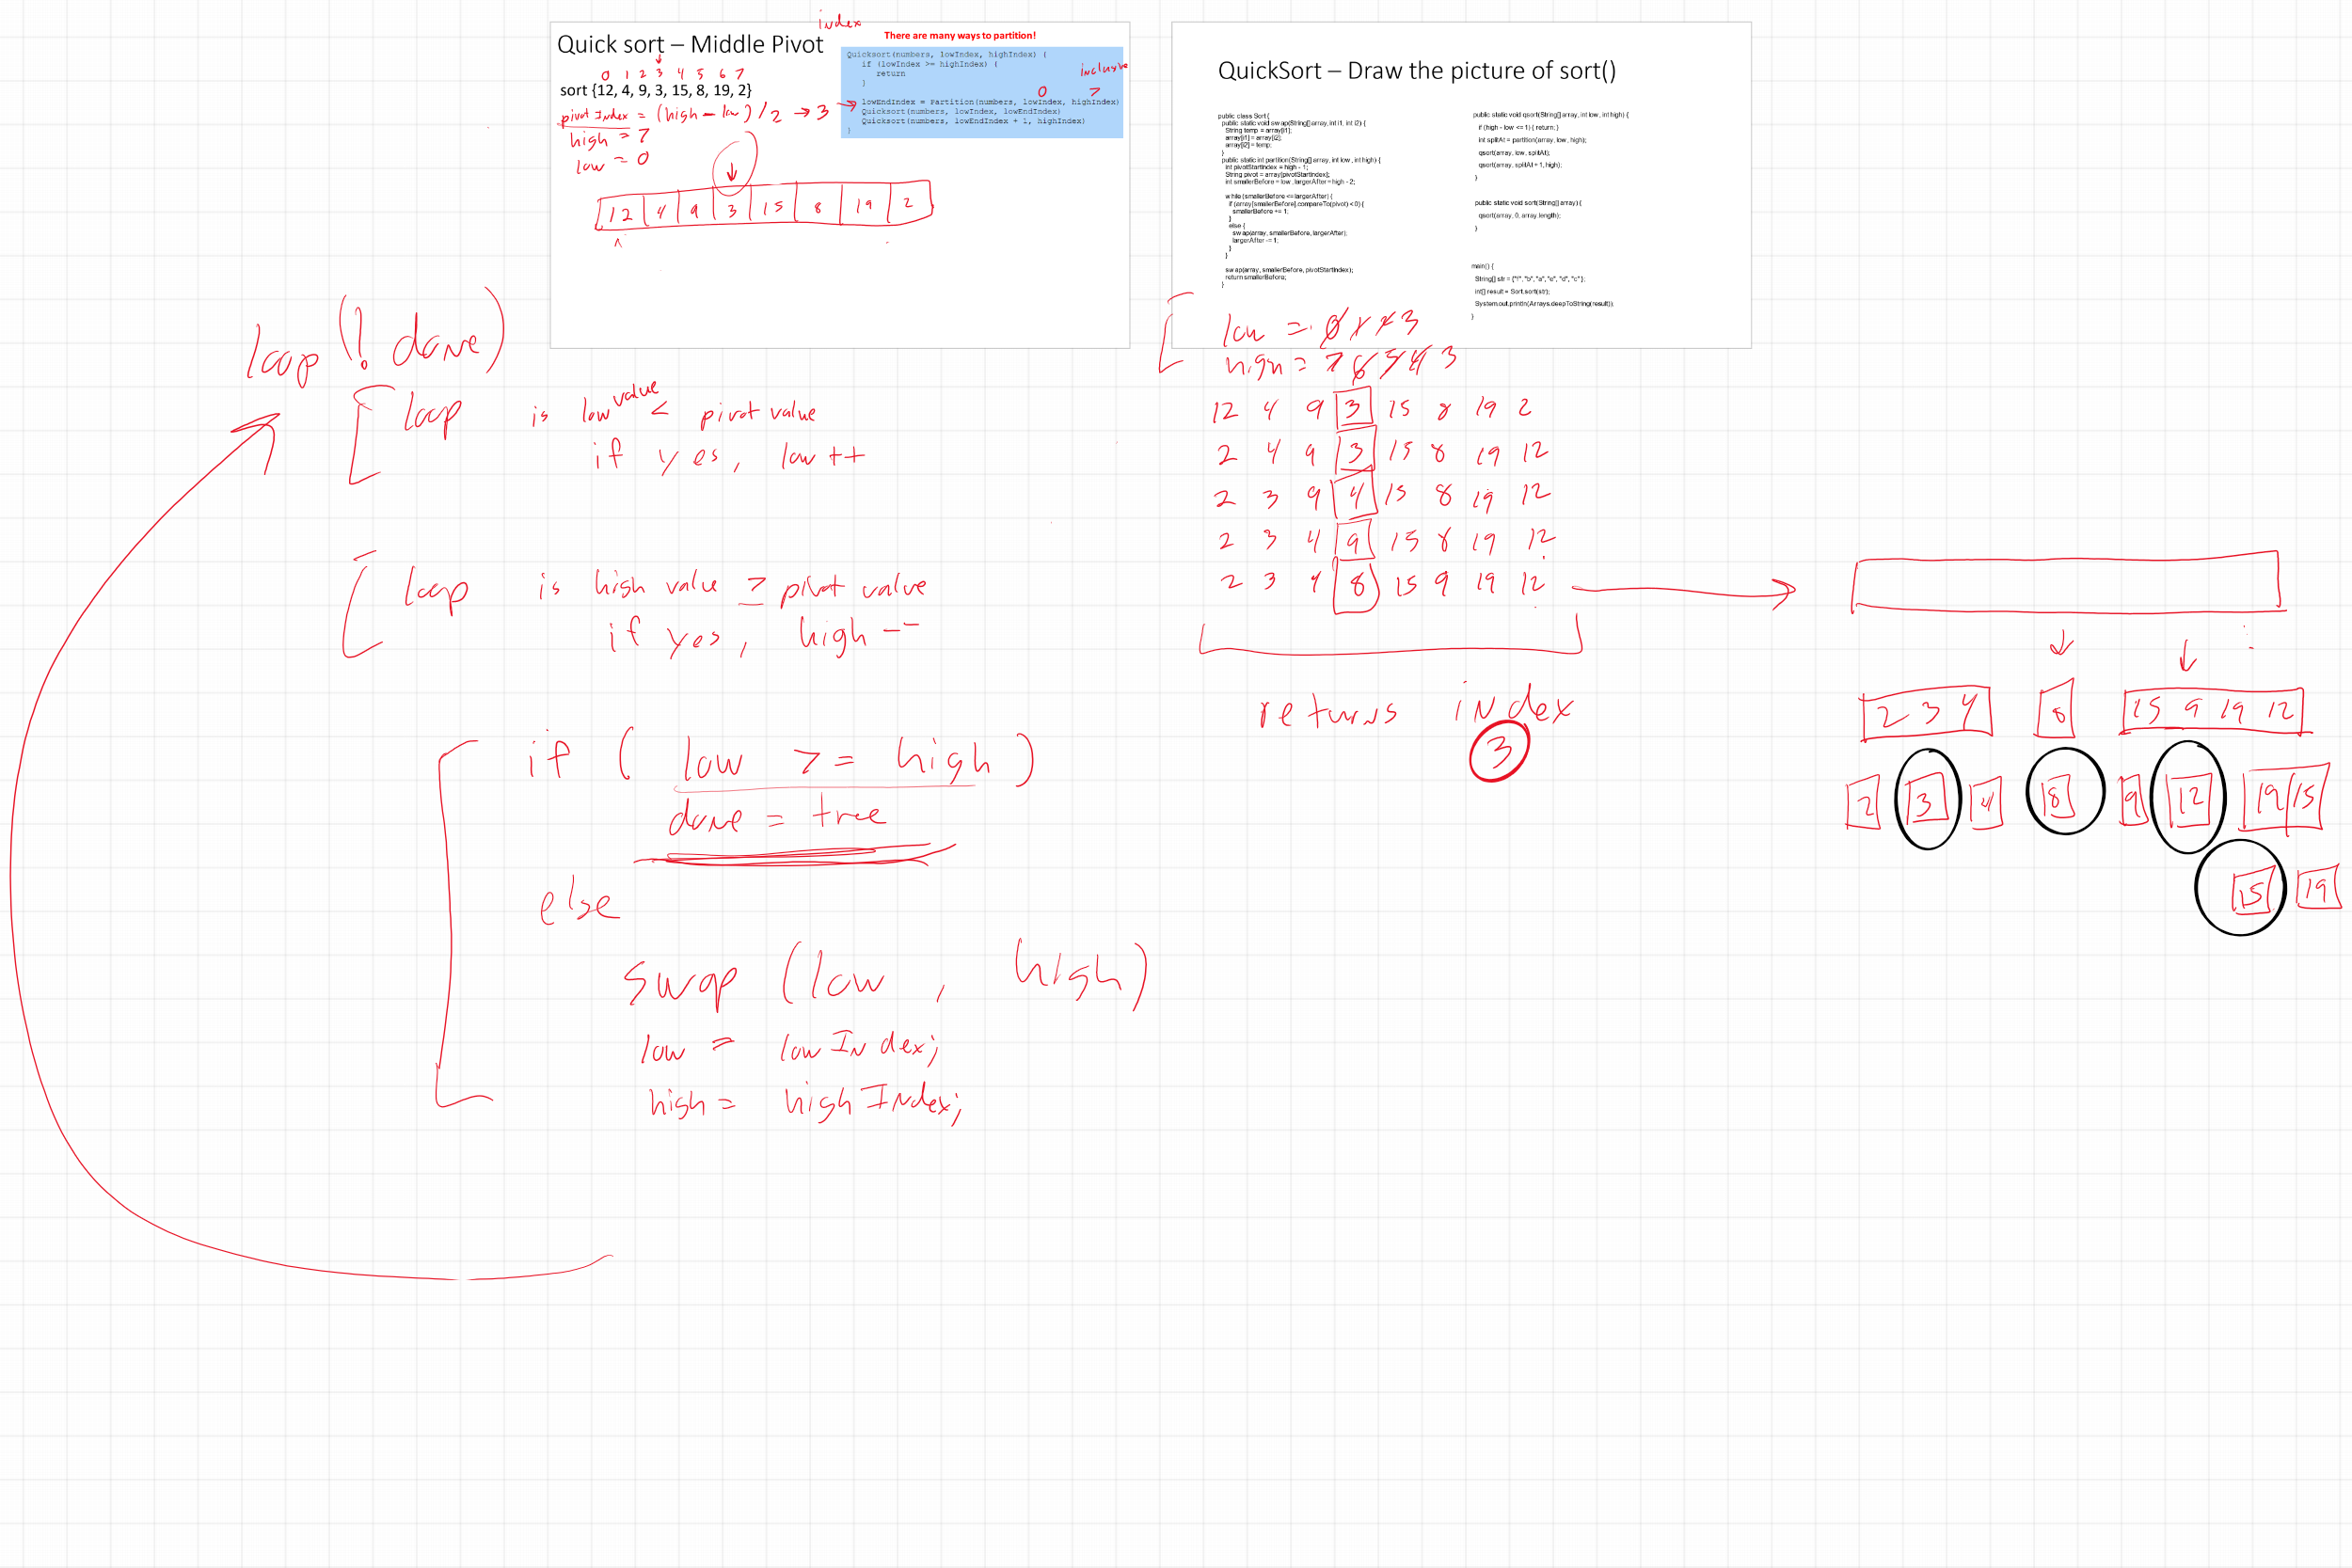 index
Quick sort – Middle Pivot
There are many ways to partition!
0 1 2 3 4 5 6 7
sort {12, 4, 9, 3, 15, 8, 19, 2}
pivot Index = (high - low) / 2 → 3
high = 7
low = 0
12 4 9 3 15 8 19 2
Quicksort(numbers, lowIndex, highIndex) {
if (lowIndex >= highIndex) {
return
}
inclusive
0 7
lowEndIndex = Partition(numbers, lowIndex, highIndex)
Quicksort(numbers, lowIndex, lowEndIndex)
Quicksort(numbers, lowEndIndex + 1, highIndex)
}
QuickSort – Draw the picture of sort()
public class Sort {
public static void swap(String[] array, int i1, int i2) {
String temp = array[i1];
array[i1] = array[i2];
array[i2] = temp;
}
public static int partition(String[] array, int low, int high) {
int pivotStartIndex = high - 1;
String pivot = array[pivotStartIndex];
int smallerBefore = low, largerAfter = high - 2;
while (smallerBefore <= largerAfter) {
if (array[smallerBefore].compareTo(pivot) < 0) {
smallerBefore += 1;
}
else {
swap(array, smallerBefore, largerAfter);
largerAfter -= 1;
}
}
swap(array, smallerBefore, pivotStartIndex);
return smallerBefore;
}
public static void qsort(String[] array, int low, int high) {
if (high - low <= 1) { return; }
int splitAt = partition(array, low, high);
qsort(array, low, splitAt);
qsort(array, splitAt + 1, high);
}
public static void sort(String[] array) {
qsort(array, 0, array.length);
}
main() {
String[] str = {"f", "b", "a", "e", "d", "c" };
int[] result = Sort.sort(str);
System.out.println(Arrays.deepToString(result));
}
loop (! done)
loop is low value < pivot value
if yes, low ++
loop is high value ≥ pivot value
if yes, high --
if ( low >= high )
done = true
else
swap (low , high)
low = lowIndex;
high = highIndex;
low = 0 1 2 3
high = 7 6 5 4 3
12 4 9 3 15 8 19 2
2 4 9 3 15 8 19 12
2 3 9 4 15 8 19 12
2 3 4 9 15 8 19 12
2 3 4 8 15 9 19 12
returns index
3
2 3 4 8 15 9 19 12
2 3 4 8 9 12 19 15
15 19